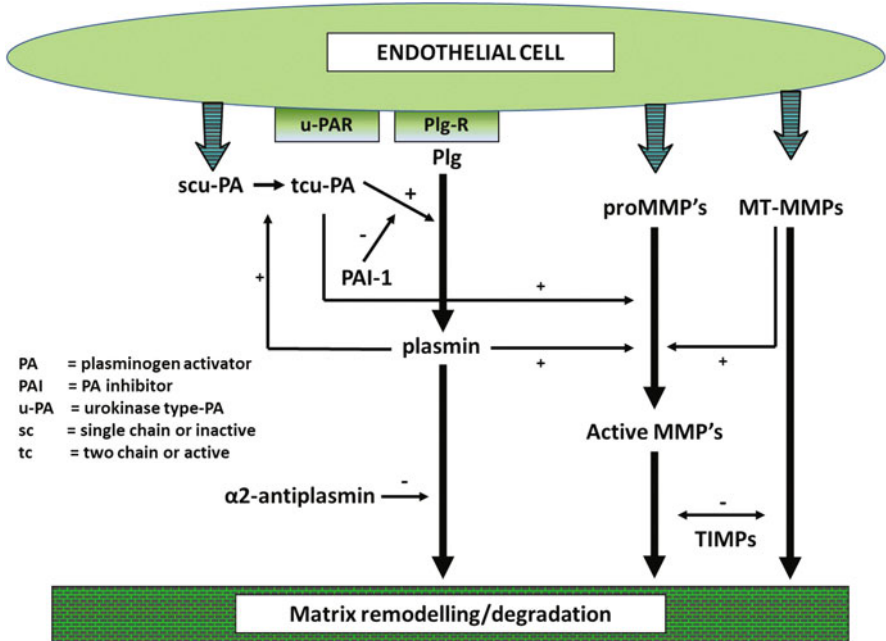 ENDOTHELIAL CELL
u-PAR
Plg-R
Plg
scu-PA
tcu-PA
+
-
PAI-1
proMMP's
MT-MMPs
+
+
plasmin
+
+
PA = plasminogen activator
PAI = PA inhibitor
u-PA = urokinase type-PA
sc = single chain or inactive
tc = two chain or active
Active MMP's
α2-antiplasmin
-
-
TIMPs
Matrix remodelling/degradation